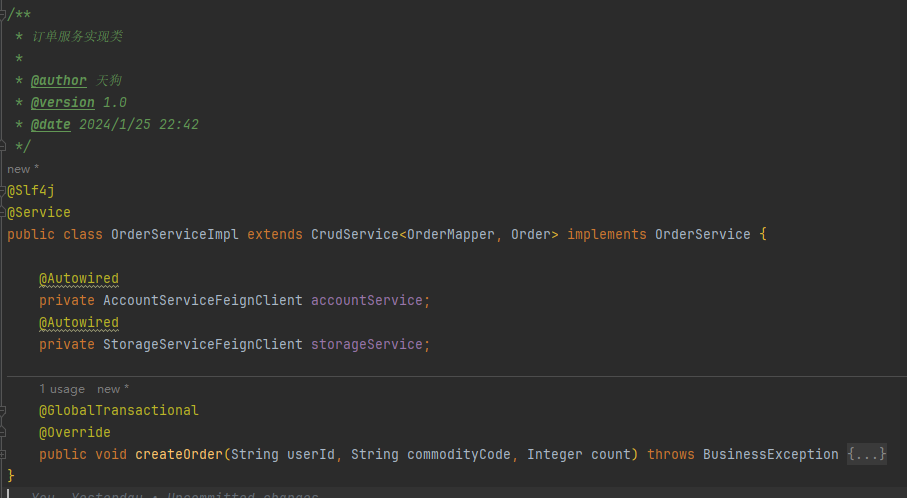 /**
 * 订单服务实现类
 *
 * @author 天狗
 * @version 1.0
 * @date 2024/1/25 22:42
 */
new *
@Slf4j
@Service
public class OrderServiceImpl extends CrudService<OrderMapper, Order> implements OrderService {
@Autowired
private AccountServiceFeignClient accountService;
@Autowired
private StorageServiceFeignClient storageService;
1 usage new *
@GlobalTransactional
@Override
public void createOrder(String userId, String commodityCode, Integer count) throws BusinessException {...}
}
You, Yesterday • Uncommitted changes